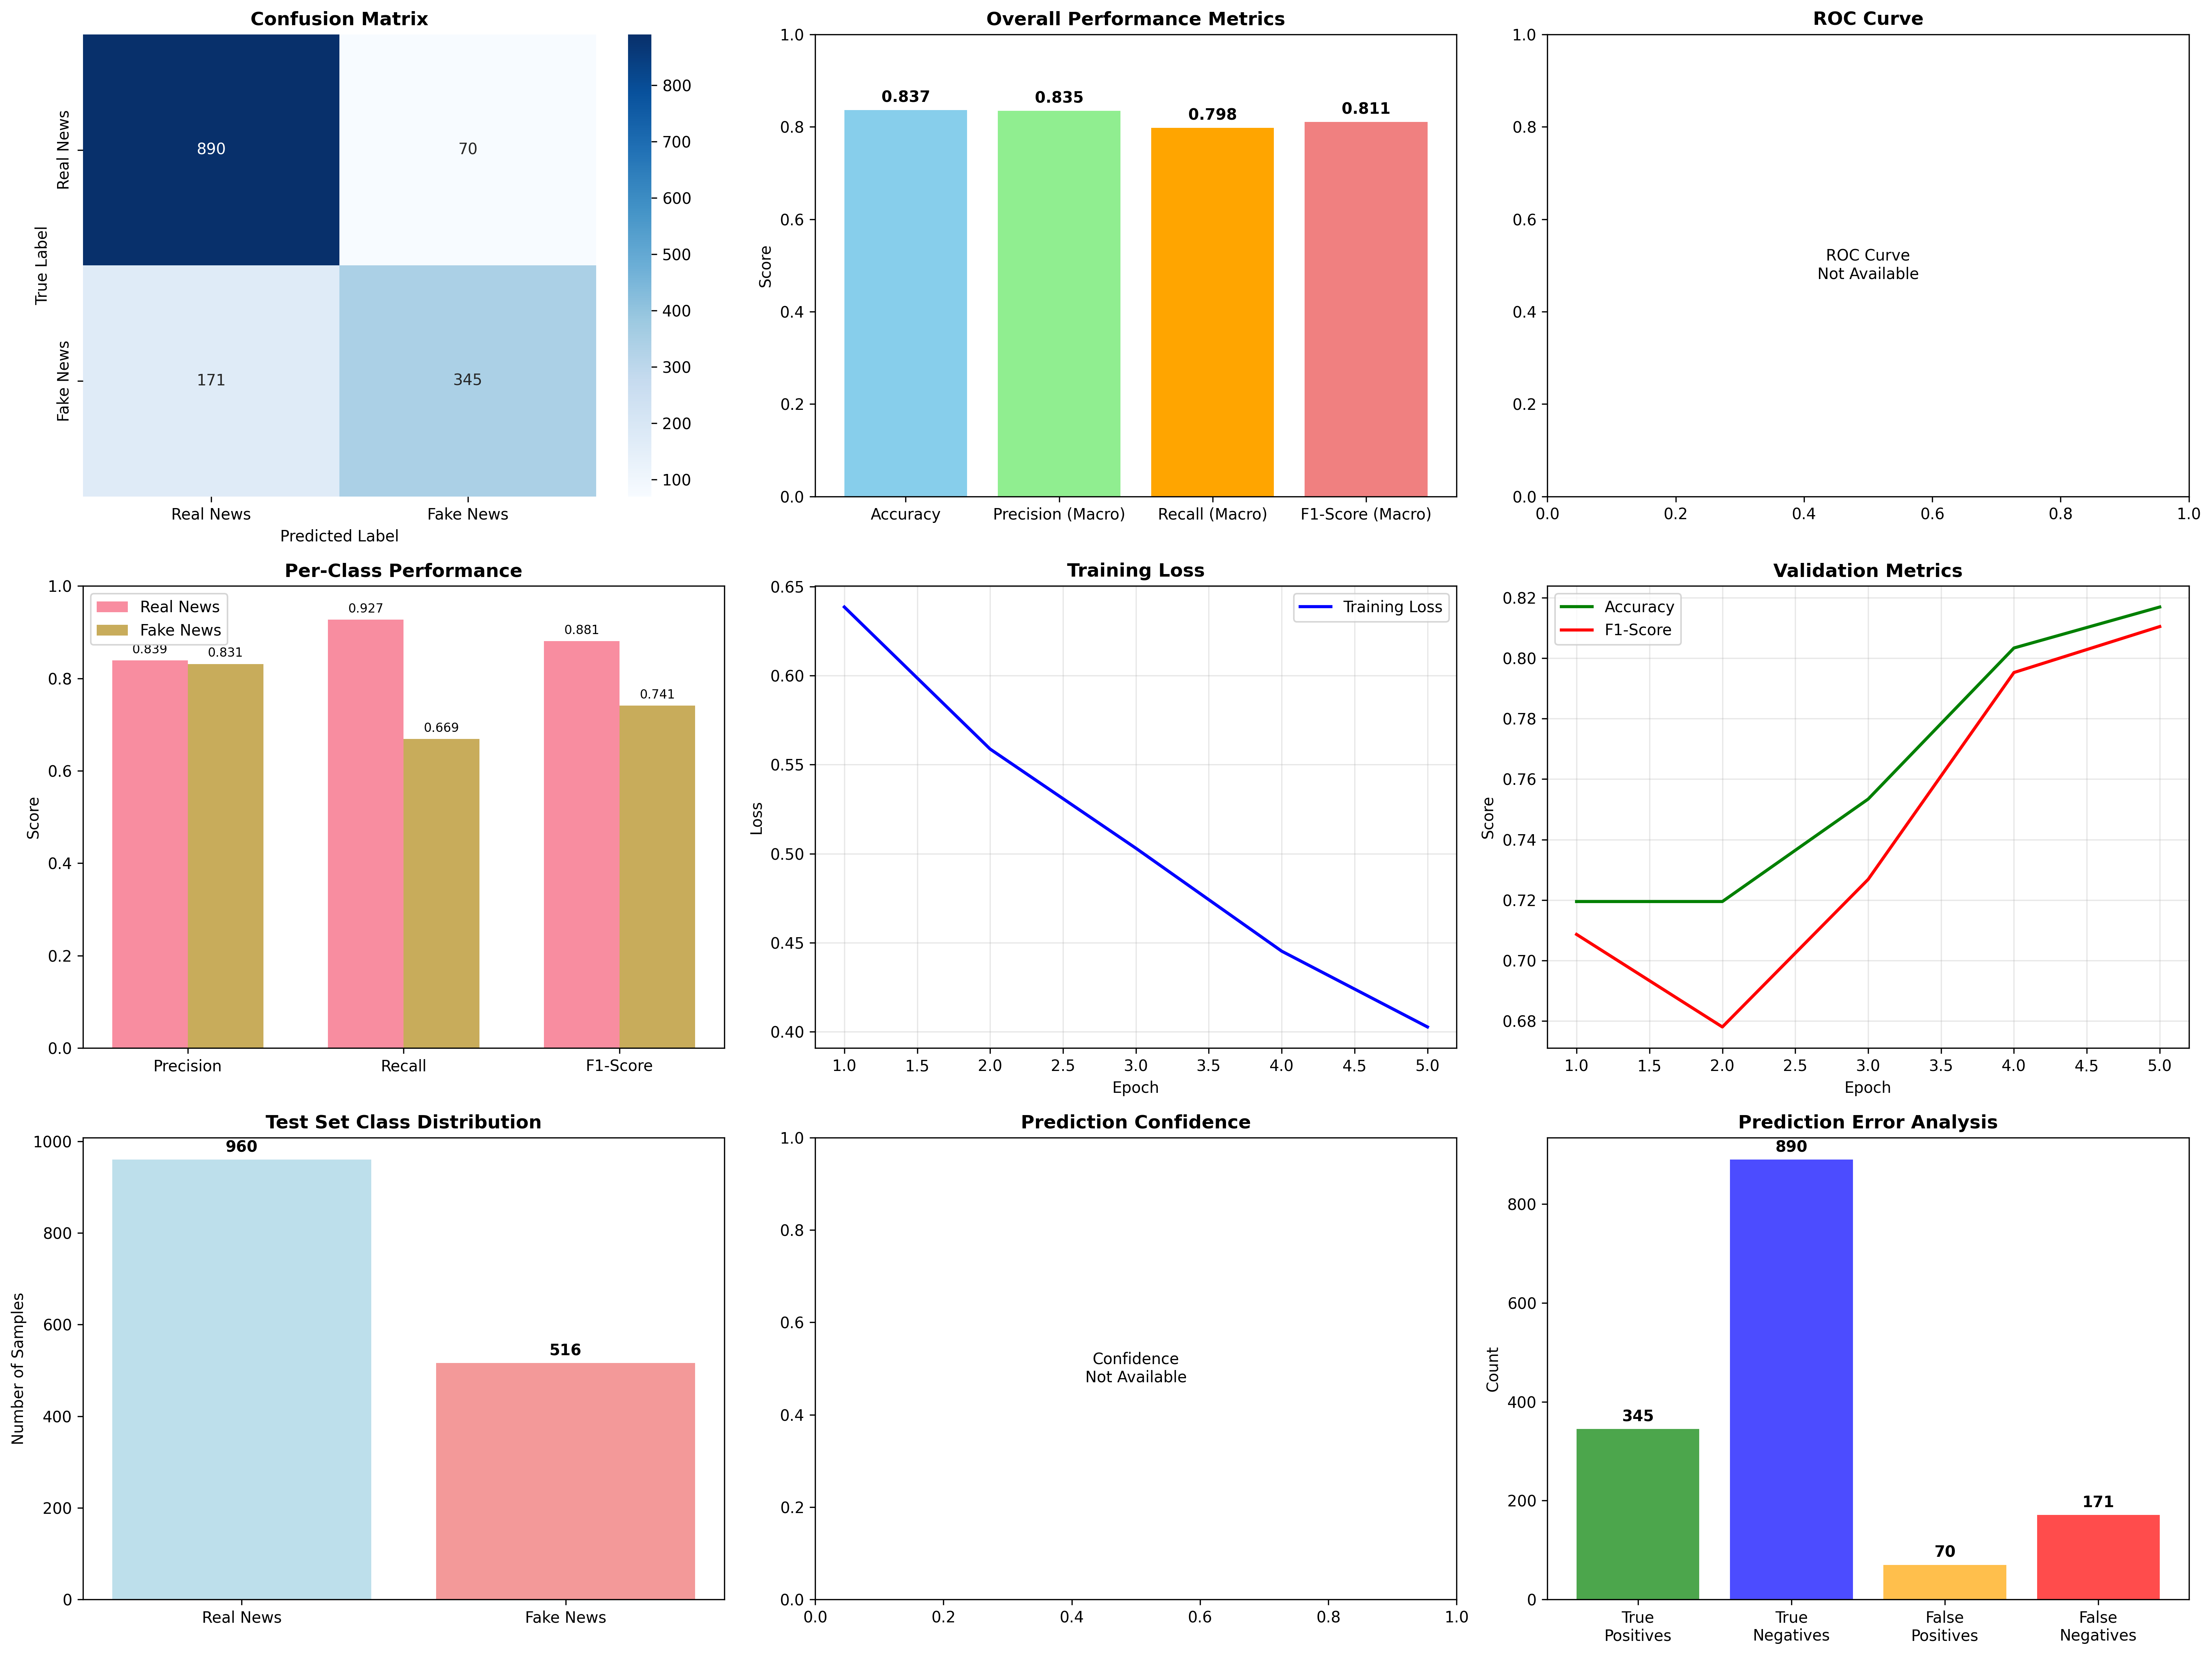 Confusion Matrix
True Label
Real News
Fake News
890
70
171
345
800
700
600
500
400
300
200
100
Real News
Fake News
Predicted Label
Overall Performance Metrics
Score
1.0
0.8
0.6
0.4
0.2
0.0
0.837
0.835
0.798
0.811
Accuracy
Precision (Macro)
Recall (Macro)
F1-Score (Macro)
ROC Curve
1.0
0.8
0.6
0.4
0.2
0.0
ROC Curve
Not Available
0.0
0.2
0.4
0.6
0.8
1.0
Per-Class Performance
Score
1.0
0.8
0.6
0.4
0.2
0.0
Real News
Fake News
0.839
0.831
0.927
0.669
0.881
0.741
Precision
Recall
F1-Score
Training Loss
Loss
0.65
0.60
0.55
0.50
0.45
0.40
Training Loss
1.0
1.5
2.0
2.5
3.0
3.5
4.0
4.5
5.0
Epoch
Validation Metrics
Score
0.82
0.80
0.78
0.76
0.74
0.72
0.70
0.68
Accuracy
F1-Score
1.0
1.5
2.0
2.5
3.0
3.5
4.0
4.5
5.0
Epoch
Test Set Class Distribution
Number of Samples
1000
800
600
400
200
0
960
516
Real News
Fake News
Prediction Confidence
1.0
0.8
0.6
0.4
0.2
0.0
Confidence
Not Available
0.0
0.2
0.4
0.6
0.8
1.0
Prediction Error Analysis
Count
800
600
400
200
0
345
890
70
171
True
Positives
True
Negatives
False
Positives
False
Negatives